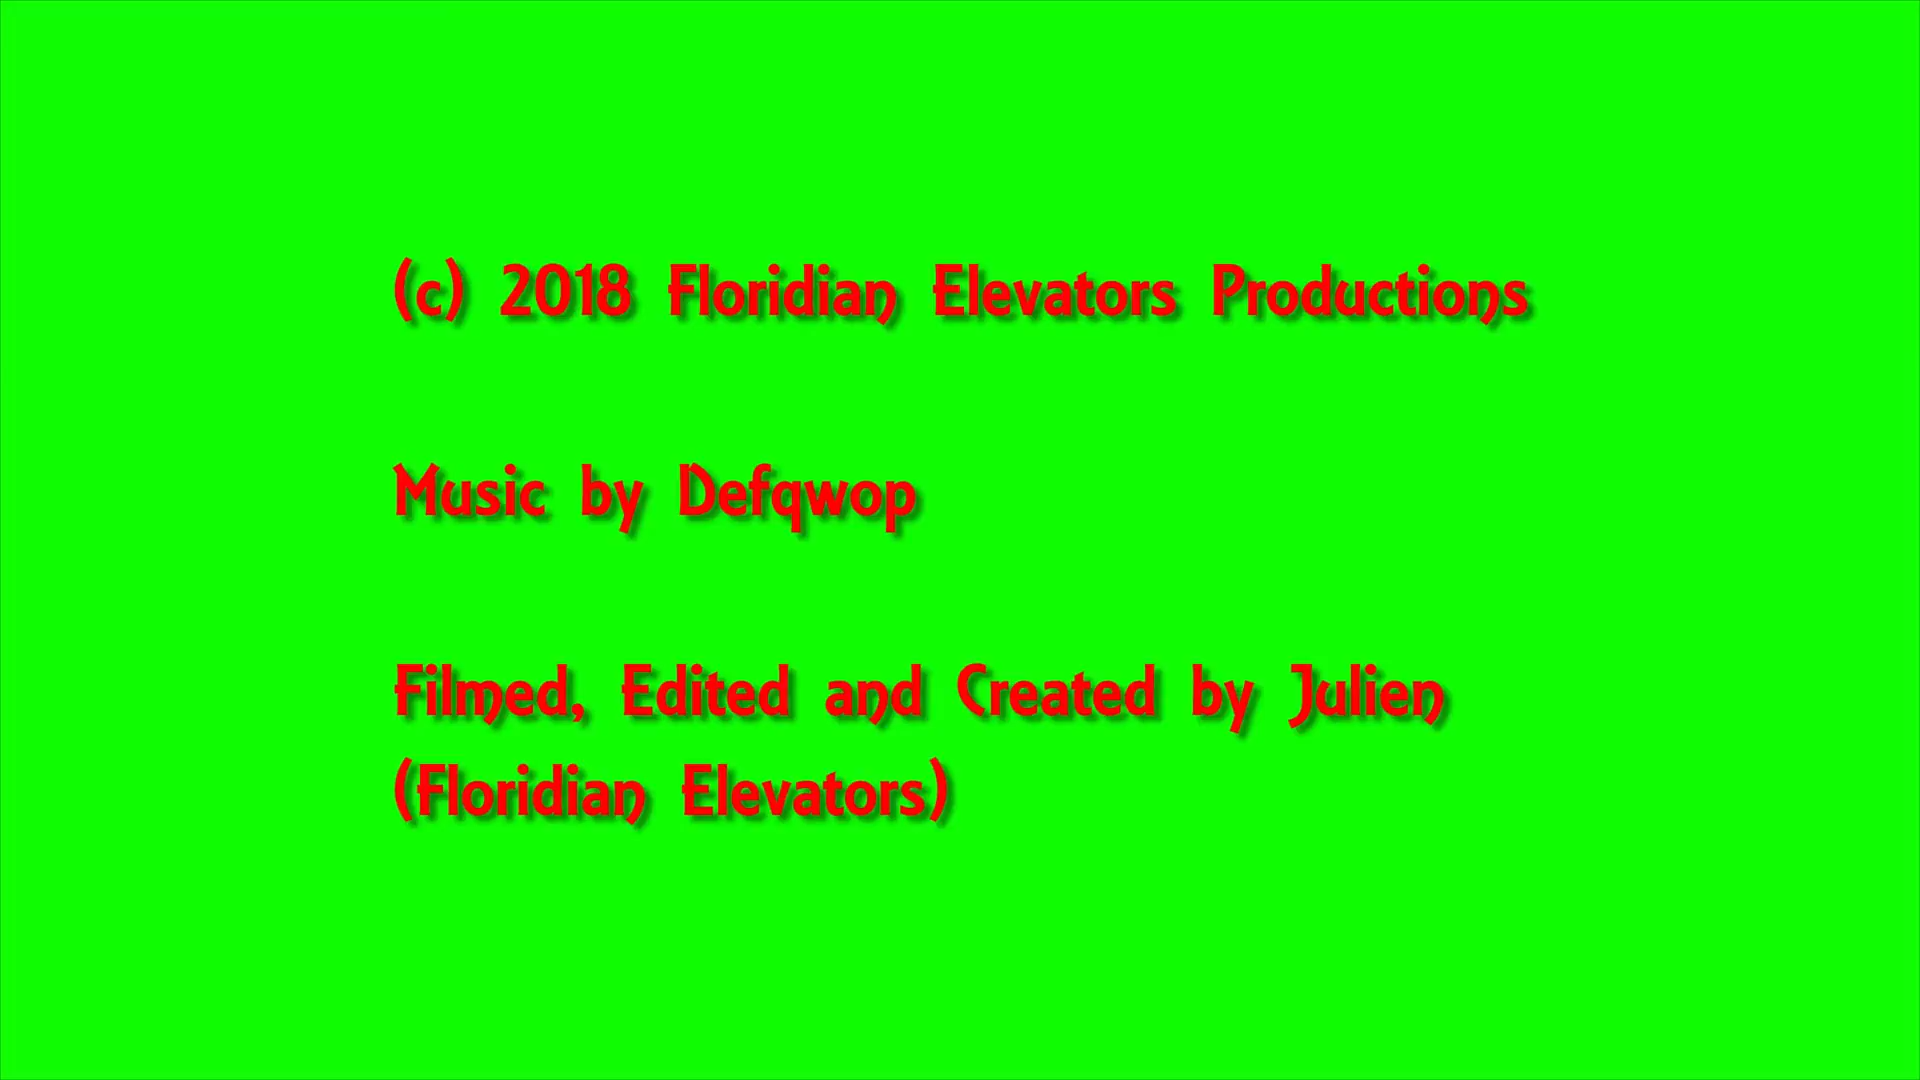 (c) 2018 Floridian Elevators Productions
Music by Defqwop
Filmed, Edited and Created by Julien
(Floridian Elevators)